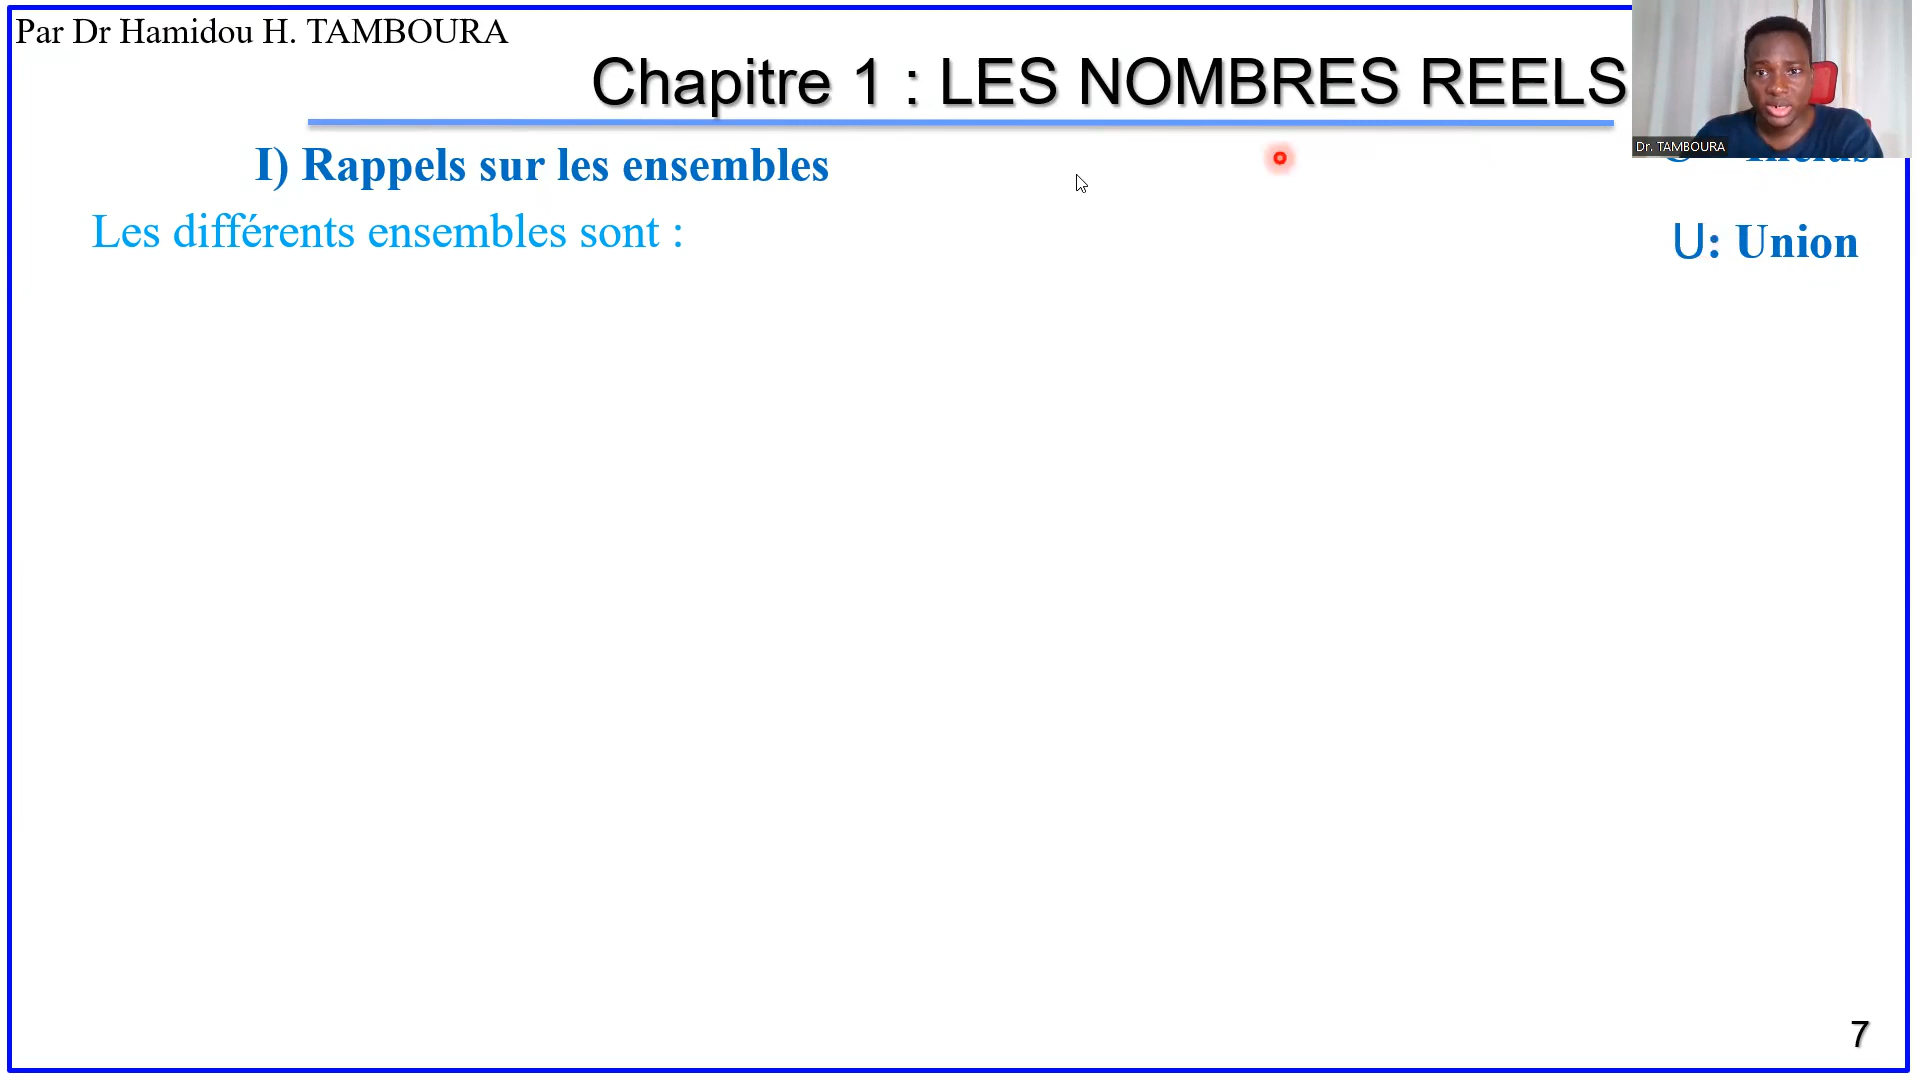 Par Dr Hamidou H. TAMBOURA
Chapitre 1 : LES NOMBRES REELS
Dr. TAMBOURA
I) Rappels sur les ensembles
Les différents ensembles sont :
U: Union
7